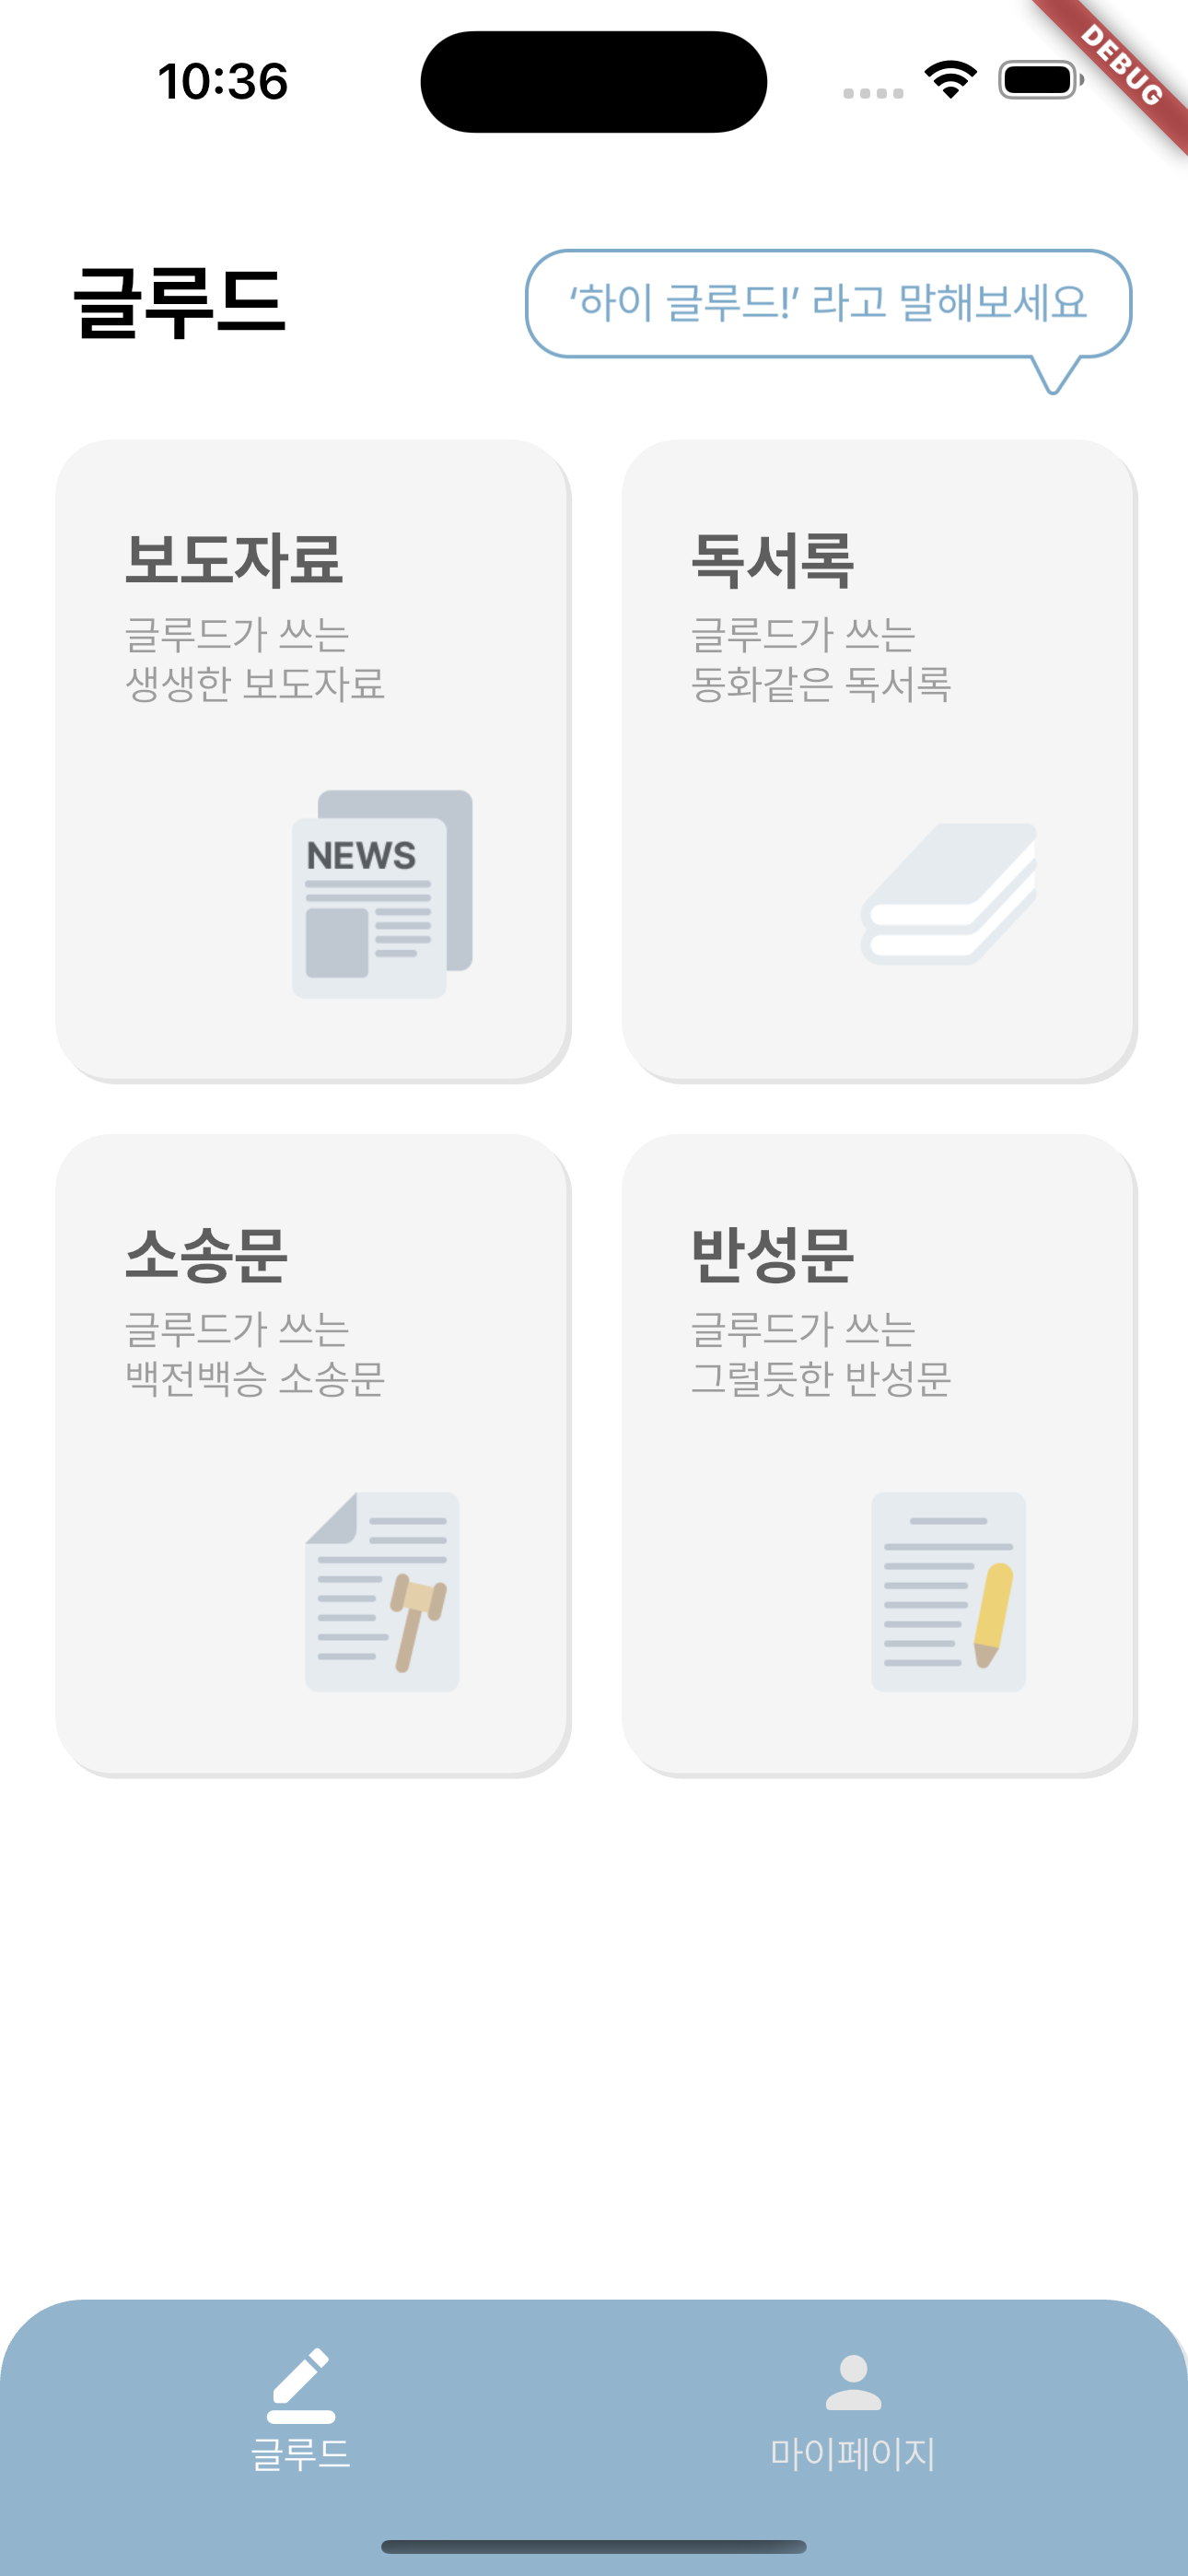 10:36
DEBUG
글루드
‘하이 글루드!’ 라고 말해보세요
보도자료
글루드가 쓰는
생생한 보도자료
NEWS
독서록
글루드가 쓰는
동화같은 독서록
소송문
글루드가 쓰는
백전백승 소송문
반성문
글루드가 쓰는
그럴듯한 반성문
글루드
마이페이지